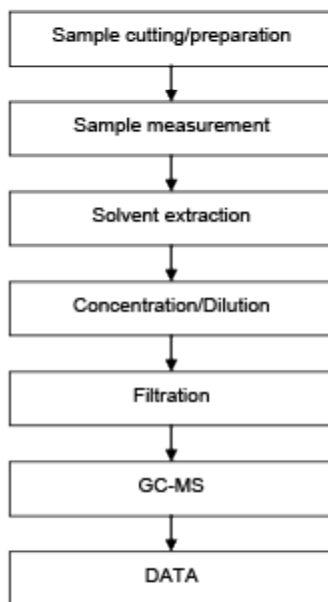 Sample cutting/preparation
Sample measurement
Solvent extraction
Concentration/Dilution
Filtration
GC-MS
DATA